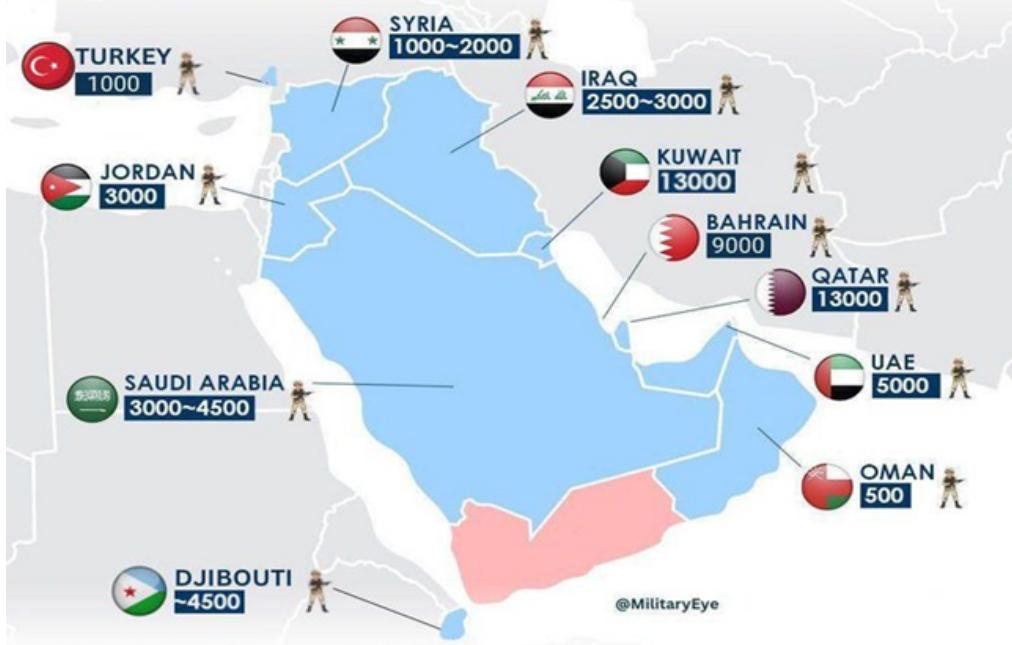 SYRIA
1000~2000
TURKEY
1000
IRAQ
2500~3000
KUWAIT
13000
JORDAN
3000
BAHRAIN
9000
QATAR
13000
UAE
5000
SAUDI ARABIA
3000~4500
OMAN
500
DJIBOUTI
~4500
@MilitaryEye